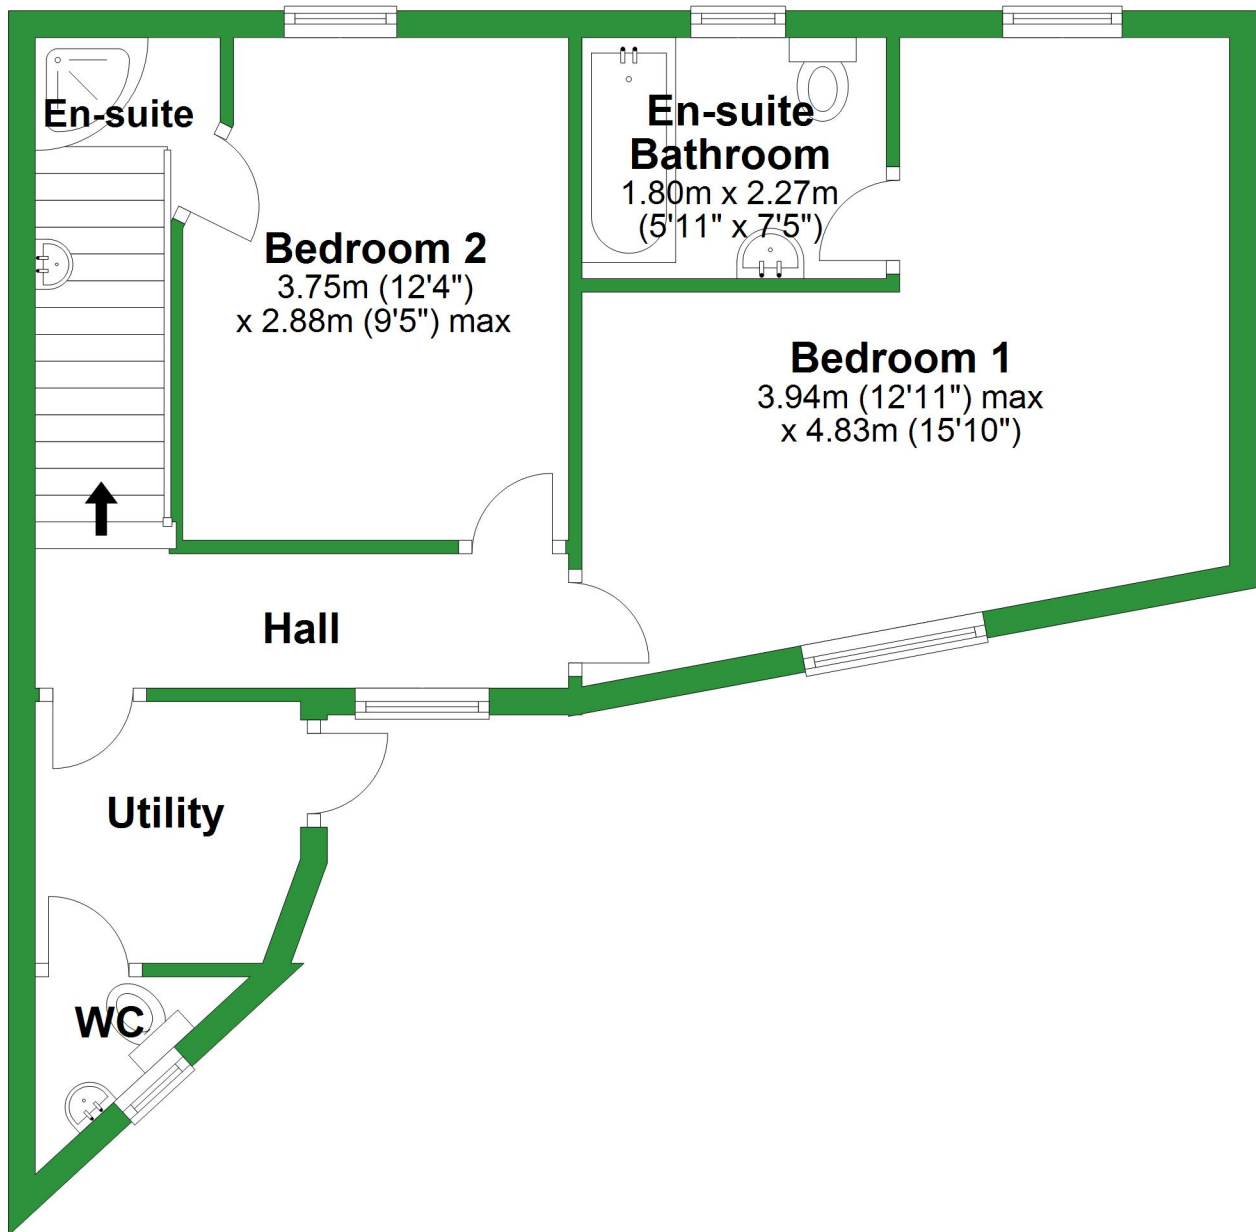 En-suite
En-suite
Bathroom
1.80m x 2.27m
(5'11" x 7'5")
Bedroom 2
3.75m (12'4")
x 2.88m (9'5") max
Bedroom 1
3.94m (12'11") max
x 4.83m (15'10")
Hall
Utility
WC